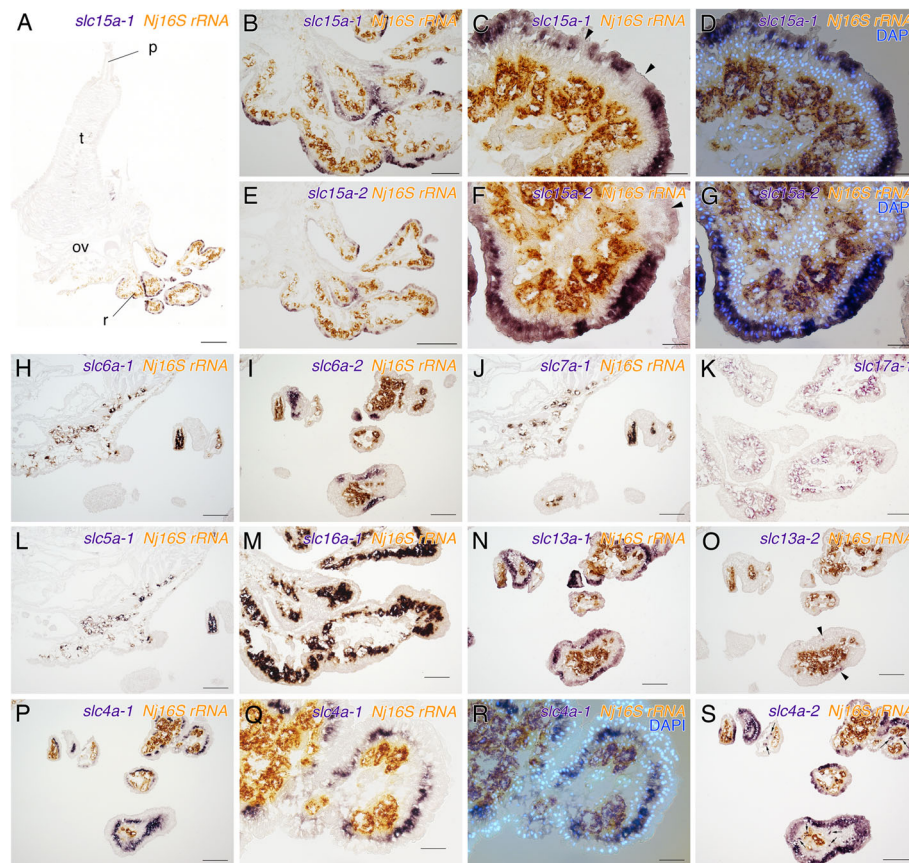 A slc15a-1 Nj16S rRNA
p
t
ov
r
B slc15a-1 Nj16S rRNA
C slc15a-1 Nj16S rRNA
D slc15a-1 Nj16S rRNA
DAPI
E slc15a-2 Nj16S rRNA
F slc15a-2 Nj16S rRNA
G slc15a-2 Nj16S rRNA
DAPI
H slc6a-1 Nj16S rRNA
I slc6a-2 Nj16S rRNA
J slc7a-1 Nj16S rRNA
K slc17a-1
L slc5a-1 Nj16S rRNA
M slc16a-1 Nj16S rRNA
N slc13a-1 Nj16S rRNA
O slc13a-2 Nj16S rRNA
P slc4a-1 Nj16S rRNA
Q slc4a-1 Nj16S rRNA
R slc4a-1 Nj16S rRNA
DAPI
S slc4a-2 Nj16S rRNA